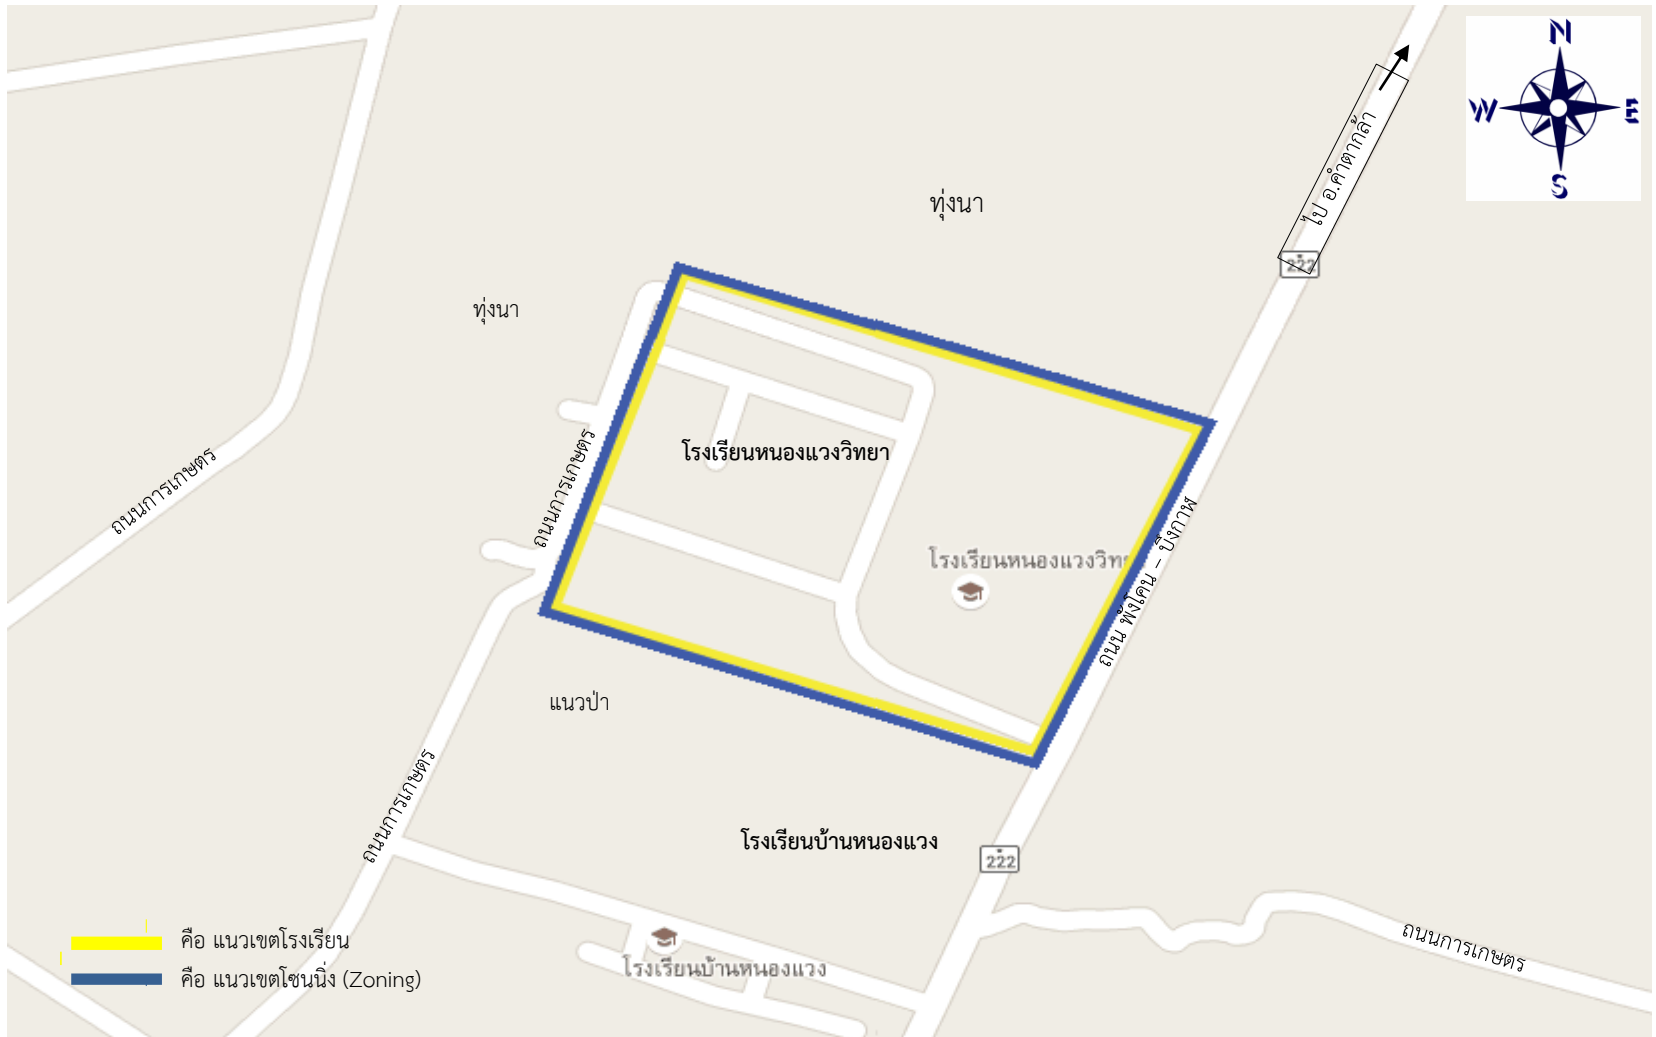 N
W
E
S
ไป อ.คำตากล้า
ทุ่งนา
222
ทุ่งนา
ถนนการเกษตร
ถนนการเกษตร
โรงเรียนหนองแวงวิทยา
โรงเรียนหนองแวงวิท
ถนน พังโคน – บึงกาฬ
แนวป่า
ถนนการเกษตร
โรงเรียนบ้านหนองแวง
222
ถนนการเกษตร
โรงเรียนบ้านหนองแวง
คือ แนวเขตโรงเรียน
คือ แนวเขตโซนนิ่ง (Zoning)